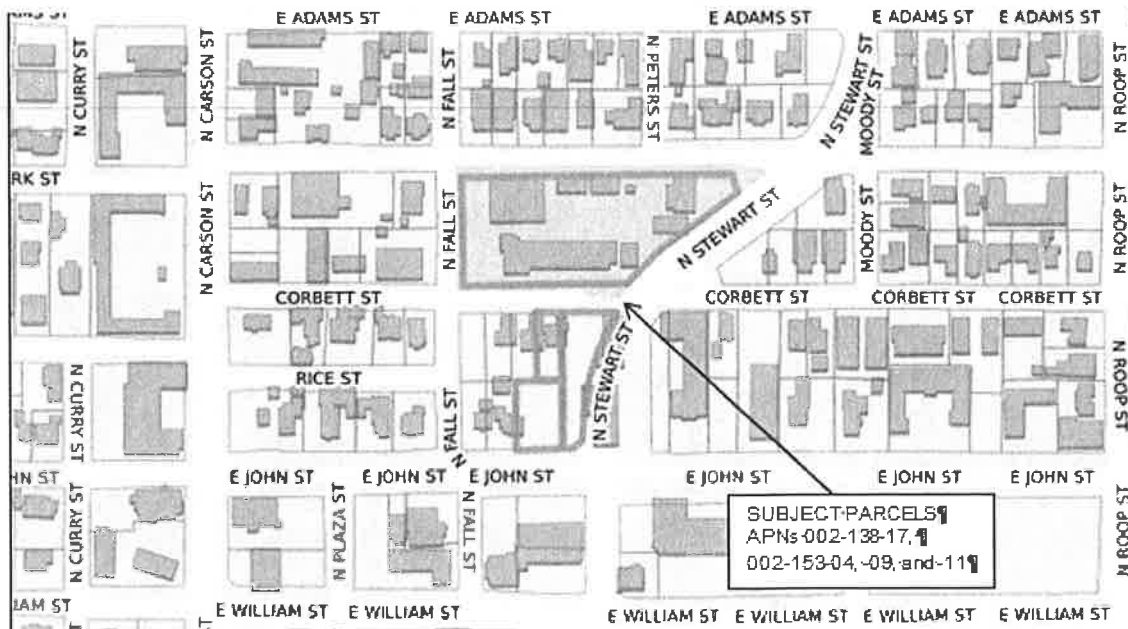 E ADAMS ST E ADAMS ST E ADAMS ST E ADAMS ST E ADAMS ST
N CURRY ST
N CARSON ST
N FALL ST
N PETERS ST
N STEWART ST
MOODY ST
N ROOP ST
RK ST
N CARSON ST
N FALL ST
N STEWART ST
MOODY ST
N ROOP ST
CORBETT ST CORBETT ST CORBETT ST CORBETT ST
N CURRY ST
RICE ST
N FALL ST
N STEWART ST
N ROOP ST
HN ST E JOHN ST E JOHN ST E JOHN ST E JOHN ST E JOHN ST E JOHN ST
N CURRY ST
N PLAZA ST
N FALL ST
N ROOP ST
SUBJECT·PARCELS¶
APNs·002-138-17,·¶
002-153-04,·-09,·and·-11¶
IAM ST E WILLIAM ST E WILLIAM ST E WILLIAM ST E WILLIAM ST E WILLIAM ST E WILLIAM ST